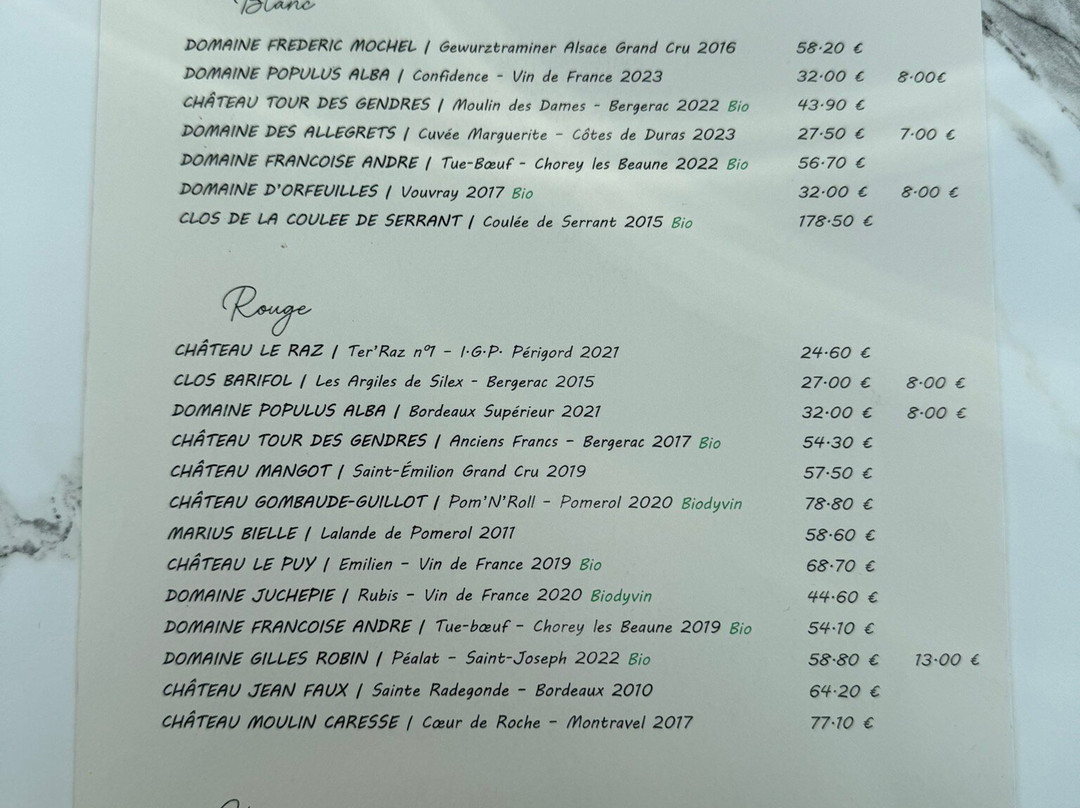 Blanc
DOMAINE FREDERIC MOCHEL | Gewurztraminer Alsace Grand Cru 2016 58.20 €
DOMAINE POPULUS ALBA | Confidence - Vin de France 2023 32.00 € 8.00€
CHÂTEAU TOUR DES GENDRES | Moulin des Dames - Bergerac 2022 Bio 43.90 €
DOMAINE DES ALLEGRETS | Cuvée Marguerite - Côtes de Duras 2023 27.50 € 7.00 €
DOMAINE FRANCOISE ANDRE | Tue-Bœuf - Chorey les Beaune 2022 Bio 56.70 €
DOMAINE D'ORFEUILLES | Vouvray 2017 Bio 32.00 € 8.00 €
CLOS DE LA COULEE DE SERRANT | Coulée de Serrant 2015 Bio 178.50 €
Rouge
CHÂTEAU LE RAZ | Ter'Raz n°1 - I.G.P. Périgord 2021 24.60 €
CLOS BARIFOL | Les Argiles de Silex - Bergerac 2015 27.00 € 8.00 €
DOMAINE POPULUS ALBA | Bordeaux Supérieur 2021 32.00 € 8.00 €
CHÂTEAU TOUR DES GENDRES | Anciens Francs - Bergerac 2017 Bio 54.30 €
CHÂTEAU MANGOT | Saint-Émilion Grand Cru 2019 57.50 €
CHÂTEAU GOMBAUDE-GUILLOT | Pom'N'Roll - Pomerol 2020 Biodyvin 78.80 €
MARIUS BIELLE | Lalande de Pomerol 2011 58.60 €
CHÂTEAU LE PUY | Emilien - Vin de France 2019 Bio 68.70 €
DOMAINE JUCHEPIE | Rubis - Vin de France 2020 Biodyvin 44.60 €
DOMAINE FRANCOISE ANDRE | Tue-bœuf - Chorey les Beaune 2019 Bio 54.10 €
DOMAINE GILLES ROBIN | Péalat - Saint-Joseph 2022 Bio 58.80 € 13.00 €
CHÂTEAU JEAN FAUX | Sainte Radegonde - Bordeaux 2010 64.20 €
CHÂTEAU MOULIN CARESSE | Cœur de Roche - Montravel 2017 77.10 €